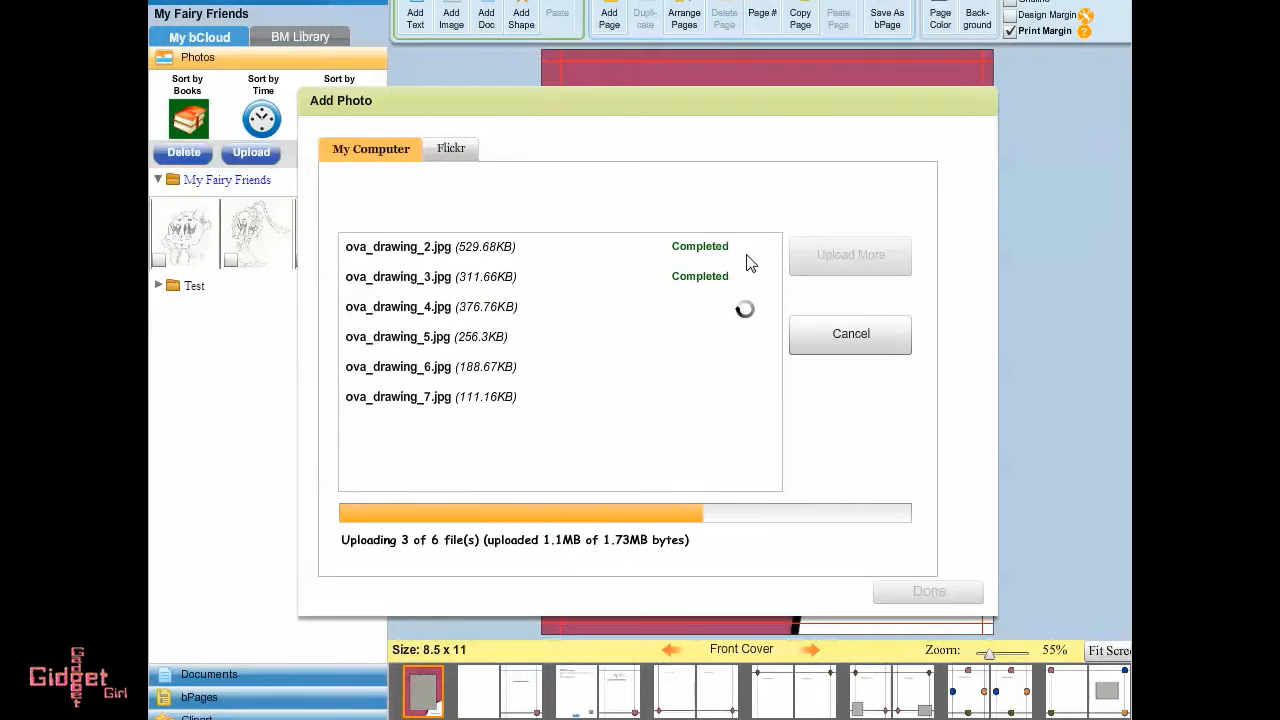 My Fairy Friends
My bCloud
BM Library
Photos
Sort by
Books
Sort by
Time
Sort by
Delete
Upload
My Fairy Friends
Test
Documents
bPages
Add
Text
Add
Image
Add
Doc
Add
Shape
Paste
Add
Page
Dupli-
cate
Arrange
Pages
Delete
Page
Page #
Copy
Page
Paste
Page
Save As
bPage
Page
Color
Back-
ground
Design Margin
Print Margin
Add Photo
My Computer
Flickr
ova_drawing_2.jpg (529.68KB) Completed
ova_drawing_3.jpg (311.66KB) Completed
ova_drawing_4.jpg (376.76KB)
ova_drawing_5.jpg (256.3KB)
ova_drawing_6.jpg (188.67KB)
ova_drawing_7.jpg (111.16KB)
Upload More
Cancel
Uploading 3 of 6 file(s) (uploaded 1.1MB of 1.73MB bytes)
Done
Size: 8.5 x 11
Front Cover
Zoom:
55%
Fit Scre
Gidget
Gadget
Girl